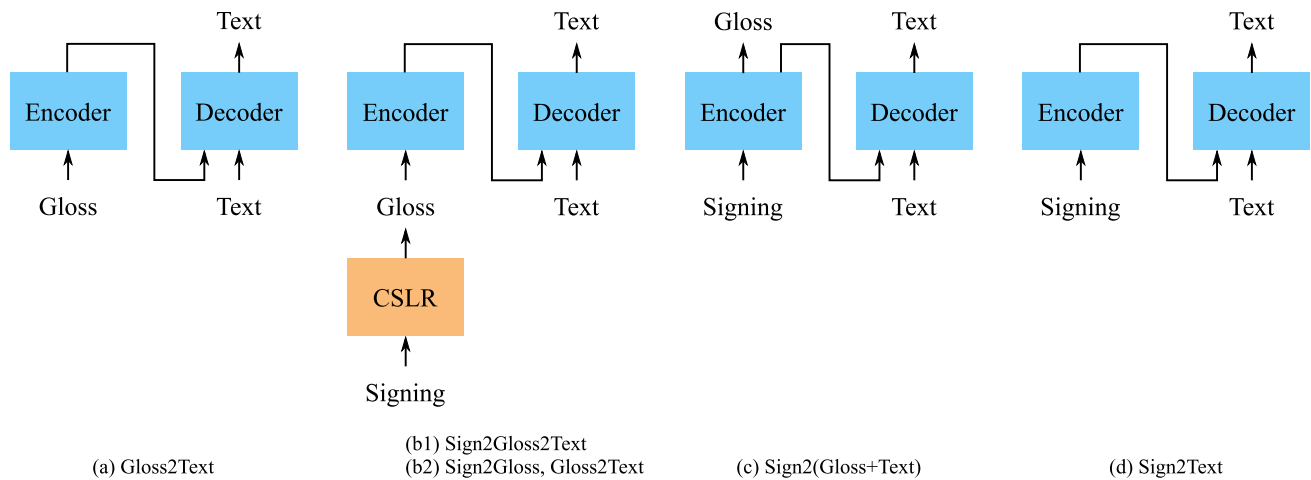 Text
Text
Gloss
Text
Text
Encoder
Decoder
Encoder
Decoder
Encoder
Decoder
Encoder
Decoder
Gloss
Text
Gloss
Text
Signing
Text
Signing
Text
CSLR
Signing
(a) Gloss2Text
(b1) Sign2Gloss2Text
(b2) Sign2Gloss, Gloss2Text
(c) Sign2(Gloss+Text)
(d) Sign2Text